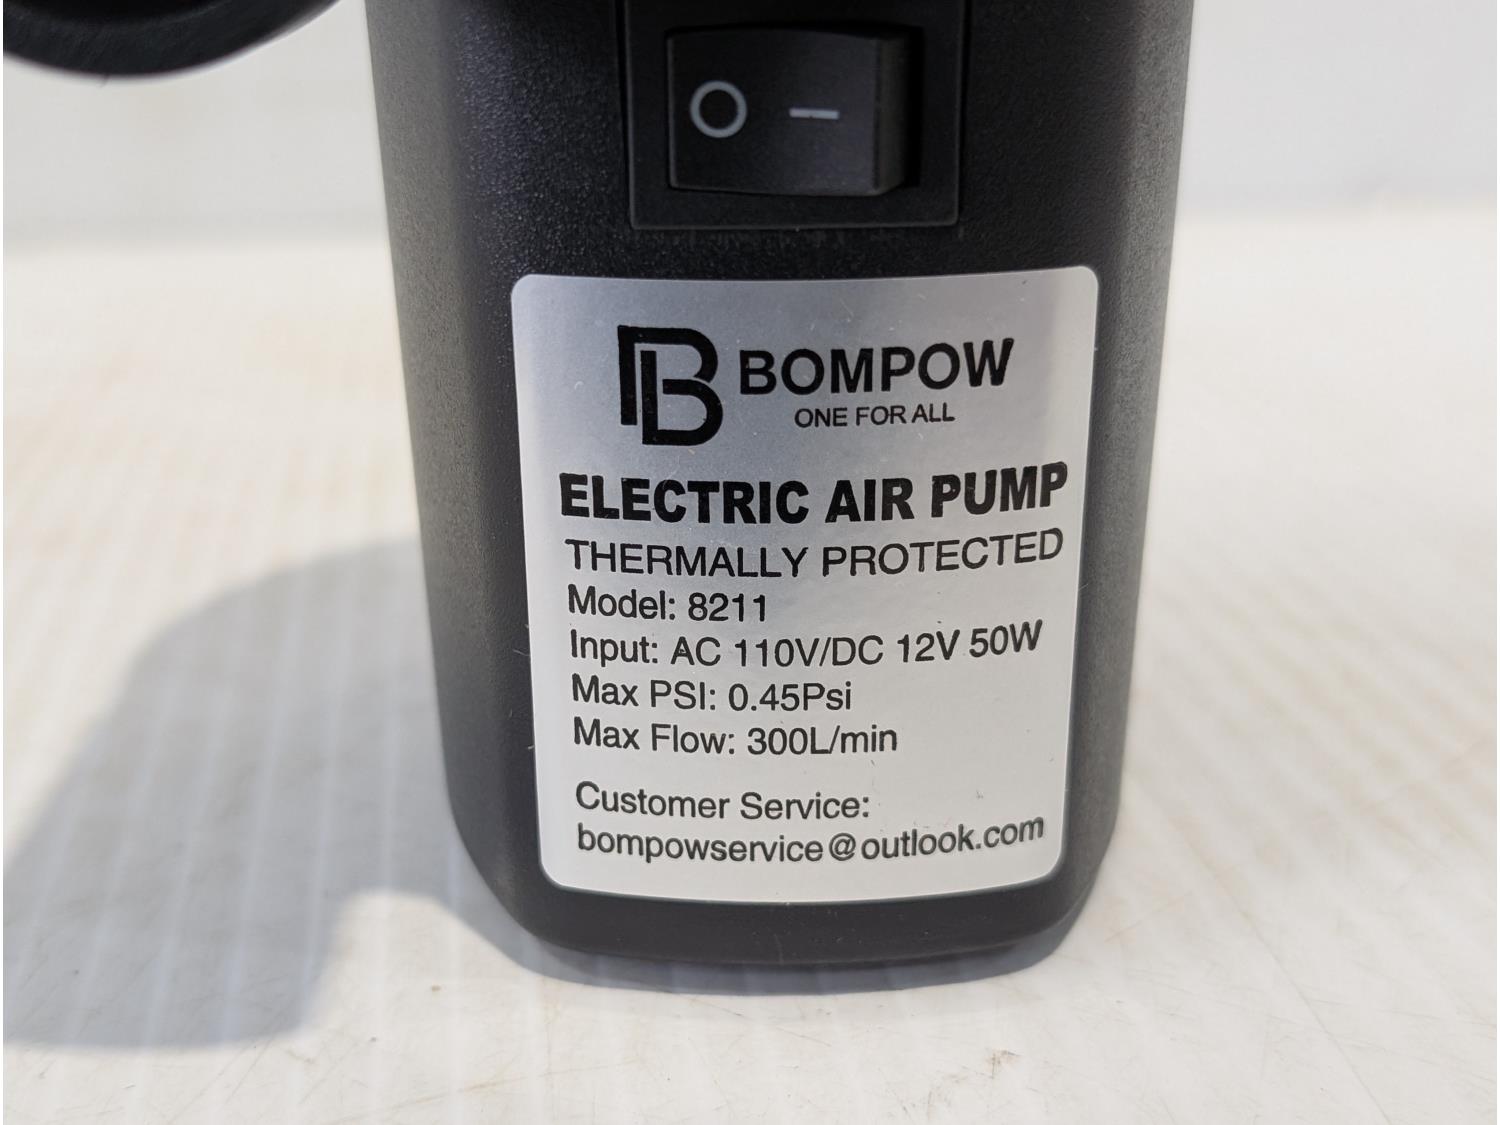 BOMPOW
ONE FOR ALL
ELECTRIC AIR PUMP
THERMALLY PROTECTED
Model: 8211
Input: AC 110V/DC 12V 50W
Max PSI: 0.45Psi
Max Flow: 300L/min
Customer Service:
bompowservice@outlook.com